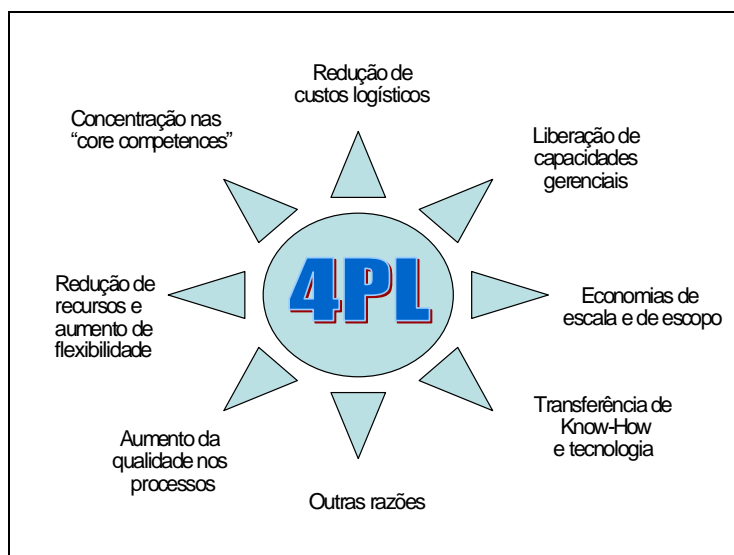 Redução de
custos logísticos
Concentração nas
“core competences”
Liberação de
capacidades
gerenciais
4PL
Redução de
recursos e
aumento de
flexibilidade
Economias de
escala e de escopo
Transferência de
Know-How
e tecnologia
Aumento da
qualidade nos
processos
Outras razões